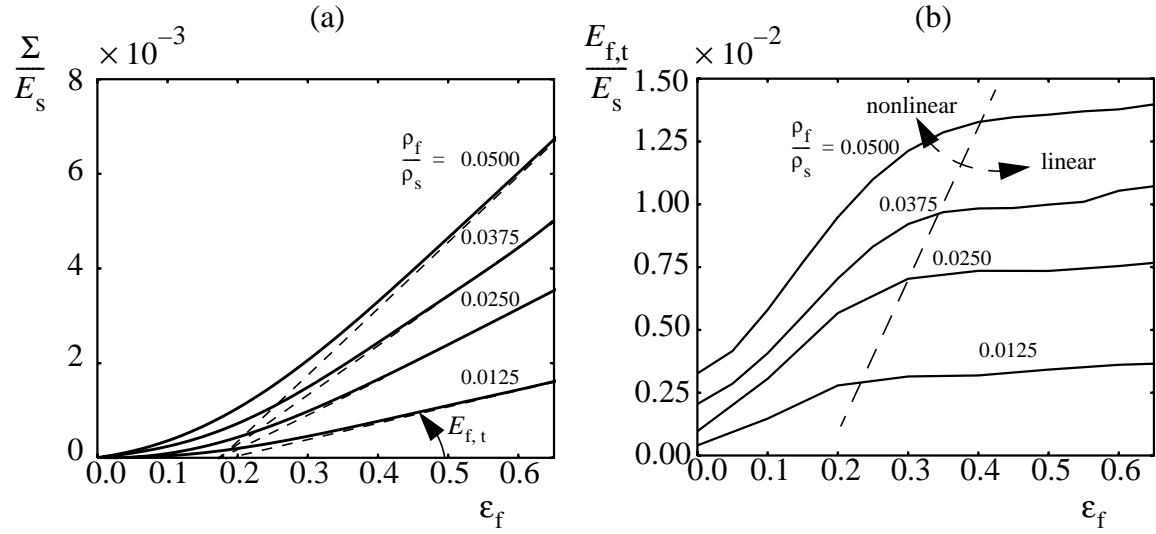 (a)
Σ
E_s
× 10^−3
8
6
4
2
0
0.0 0.1 0.2 0.3 0.4 0.5 0.6
ε_f
ρ_f
ρ_s
= 0.0500
0.0375
0.0250
0.0125
E_f, t
(b)
E_f,t
E_s
× 10^−2
1.50
1.25
1.00
0.75
0.50
0.25
0.00
0.0 0.1 0.2 0.3 0.4 0.5 0.6
ε_f
nonlinear
linear
ρ_f
ρ_s
= 0.0500
0.0375
0.0250
0.0125